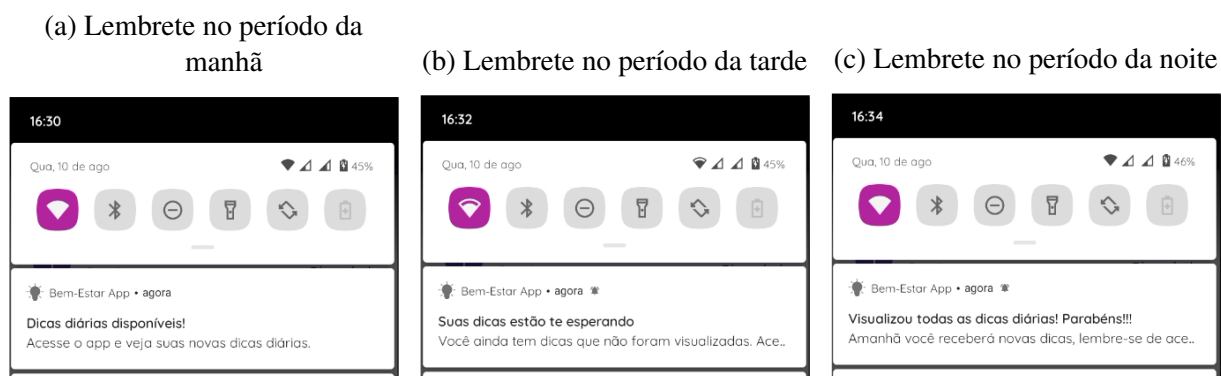 (a) Lembrete no período da
manhã
(b) Lembrete no período da tarde
(c) Lembrete no período da noite
16:30
Qua, 10 de ago
45%
Bem-Estar App • agora
Dicas diárias disponíveis!
Acesse o app e veja suas novas dicas diárias.
16:32
Qua, 10 de ago
45%
Bem-Estar App • agora
Suas dicas estão te esperando
Você ainda tem dicas que não foram visualizadas. Ace..
16:34
Qua, 10 de ago
46%
Bem-Estar App • agora
Visualizou todas as dicas diárias! Parabéns!!!
Amanhã você receberá novas dicas, lembre-se de ace..